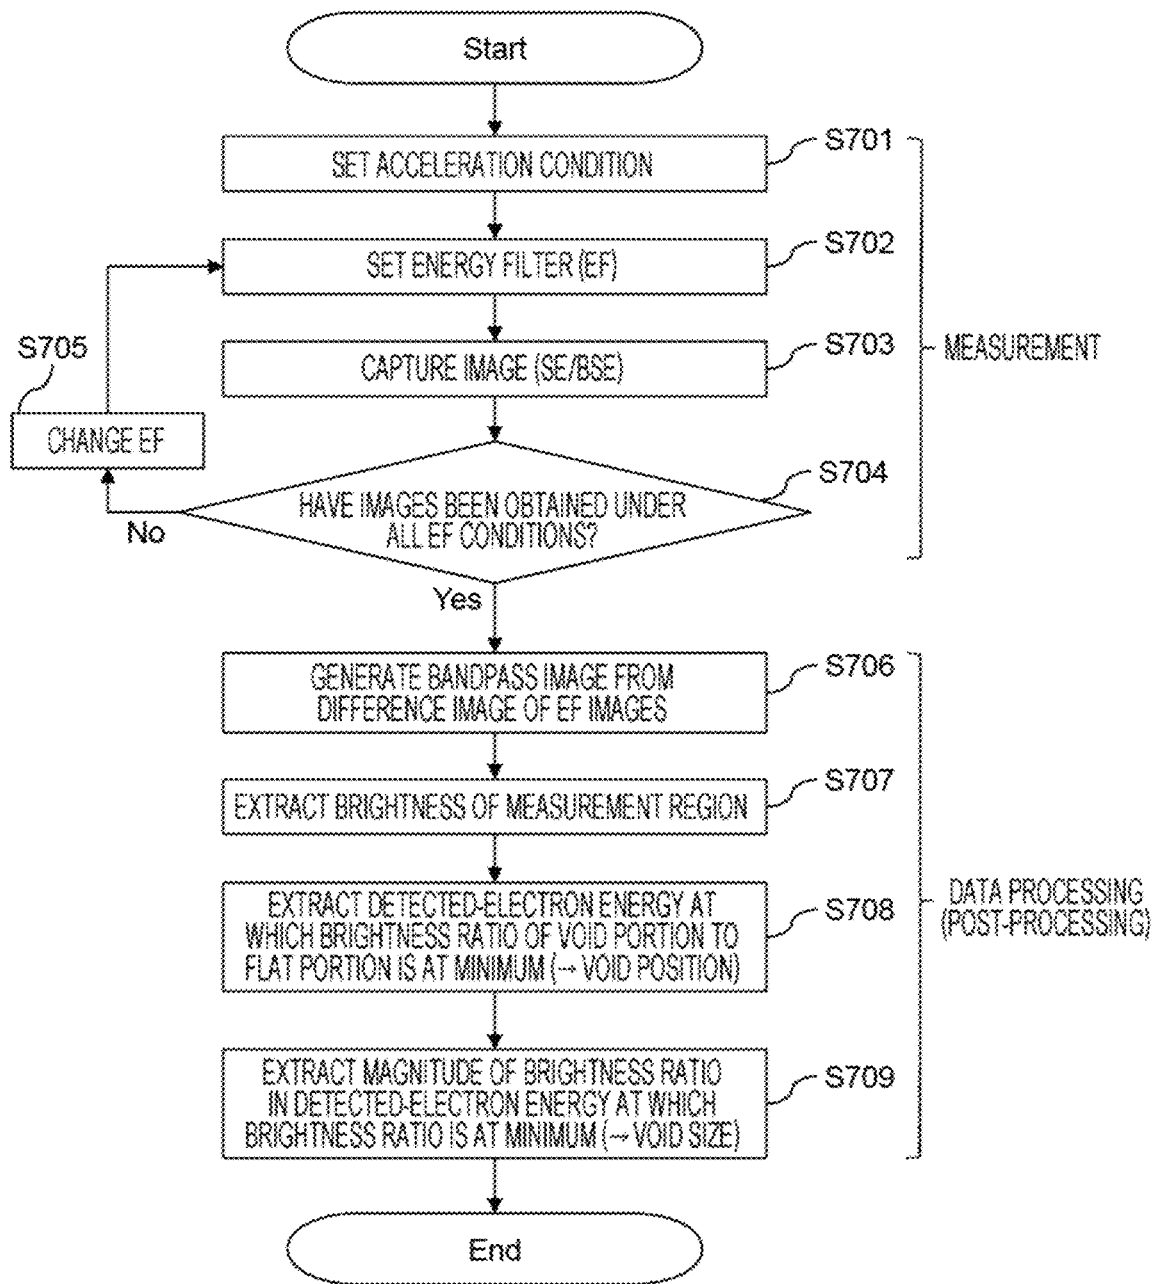 Start
S701
SET ACCELERATION CONDITION
S702
SET ENERGY FILTER (EF)
S705
S703
CAPTURE IMAGE (SE/BSE)
MEASUREMENT
CHANGE EF
S704
HAVE IMAGES BEEN OBTAINED UNDER
ALL EF CONDITIONS?
No
Yes
S706
GENERATE BANDPASS IMAGE FROM
DIFFERENCE IMAGE OF EF IMAGES
S707
EXTRACT BRIGHTNESS OF MEASUREMENT REGION
S708
EXTRACT DETECTED-ELECTRON ENERGY AT
WHICH BRIGHTNESS RATIO OF VOID PORTION TO
FLAT PORTION IS AT MINIMUM (→ VOID POSITION)
DATA PROCESSING
(POST-PROCESSING)
S709
EXTRACT MAGNITUDE OF BRIGHTNESS RATIO
IN DETECTED-ELECTRON ENERGY AT WHICH
BRIGHTNESS RATIO IS AT MINIMUM (→ VOID SIZE)
End